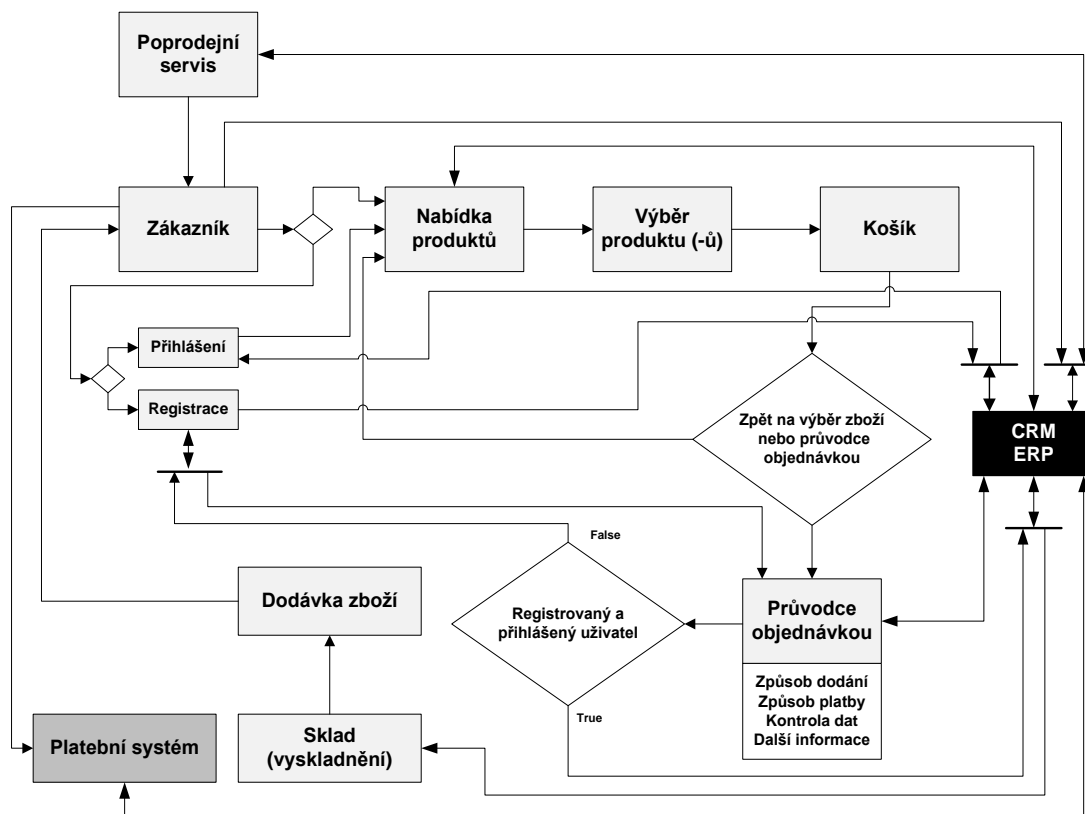 Poprodejní
servis
Zákazník
Nabídka
produktů
Výběr
produktu (-ů)
Košík
Přihlášení
Registrace
Zpět na výběr zboží
nebo průvodce
objednávkou
CRM
ERP
False
Dodávka zboží
Registrovaný a
přihlášený uživatel
Průvodce
objednávkou
Způsob dodání
Způsob platby
Kontrola dat
Další informace
True
Platební systém
Sklad
(vyskladnění)